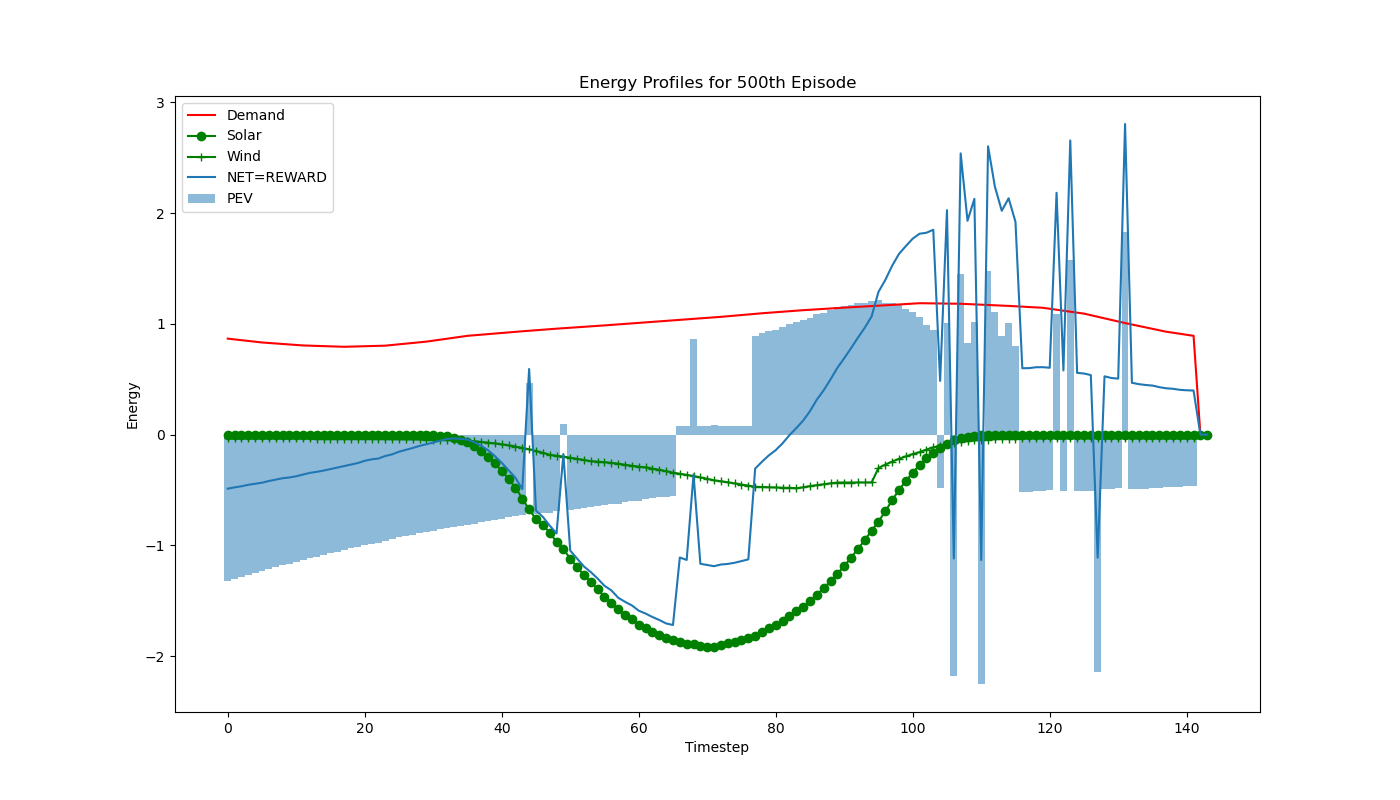 Energy Profiles for 500th Episode
3
2
1
0
−1
−2
Energy
Demand
Solar
Wind
NET=REWARD
PEV
0 20 40 60 80 100 120 140
Timestep